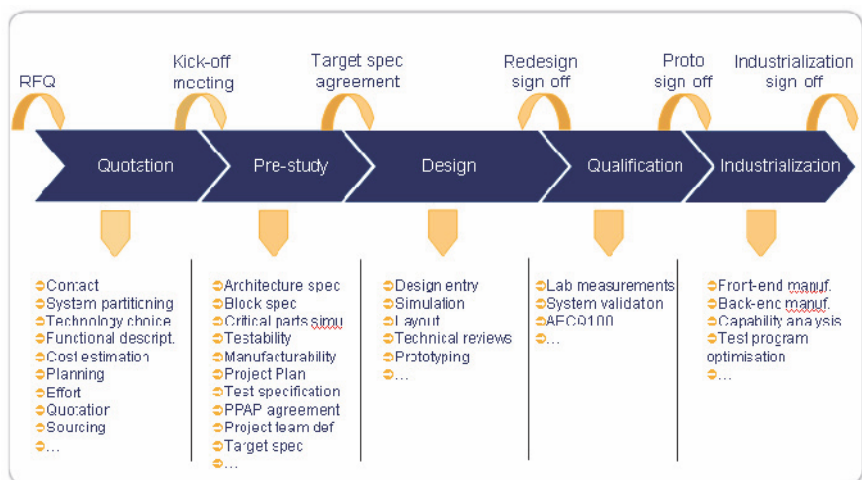 RFQ
Kick-off
meeting
Target spec
agreement
Redesign
sign off
Proto
sign off
Industrialization
sign off
Quotation
Pre-study
Design
Qualification
Industrialization
Contact
System partitioning
Technology choice
Functional descript.
Cost estimation
Planning
Effort
Quotation
Sourcing
...
Architecture spec
Block spec
Critical parts simu
Testability
Manufacturability
Project Plan
Test specification
PPAP agreement
Project team def
Target spec
...
Design entry
Simulation
Layout
Technical reviews
Prototyping
...
Lab measurements
System validaton
AECQ100
...
Front-end manuf.
Back-end manuf.
Capability analysis
Test program
optimisation
...